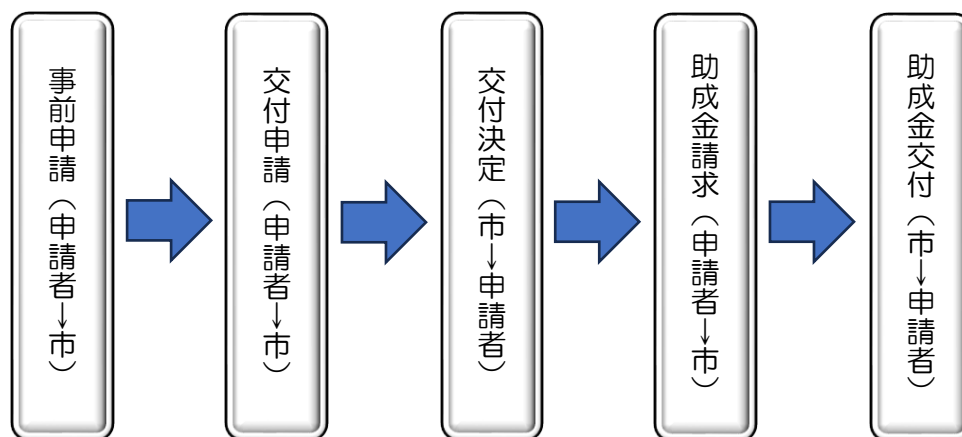 事前申請（申請者→市）
交付申請（申請者→市）
交付決定（市→申請者）
助成金請求（申請者→市）
助成金交付（市→申請者）